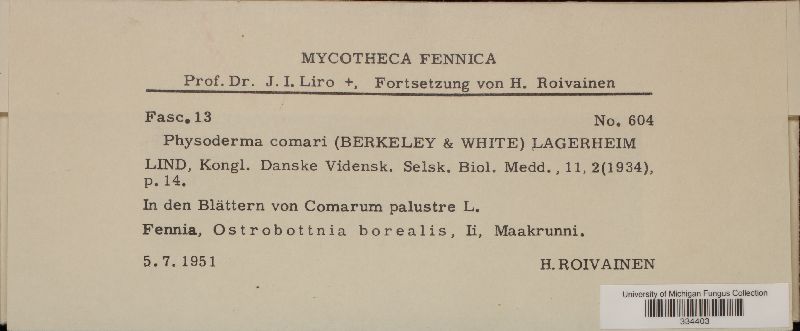 MYCOTHECA FENNICA
Prof. Dr. J. I. Liro +, Fortsetzung von H. Roivainen
Fasc. 13 No. 604
Physoderma comari (BERKELEY & WHITE) LAGERHEIM
LIND, Kongl. Danske Vidensk. Selsk. Biol. Medd., 11, 2(1934),
p. 14.
In den Blättern von Comarum palustre L.
Fennia, Ostrobottnia borealis, Ii, Maakrunni.
5. 7. 1951 H. ROIVAINEN
University of Michigan Fungus Collection
334403